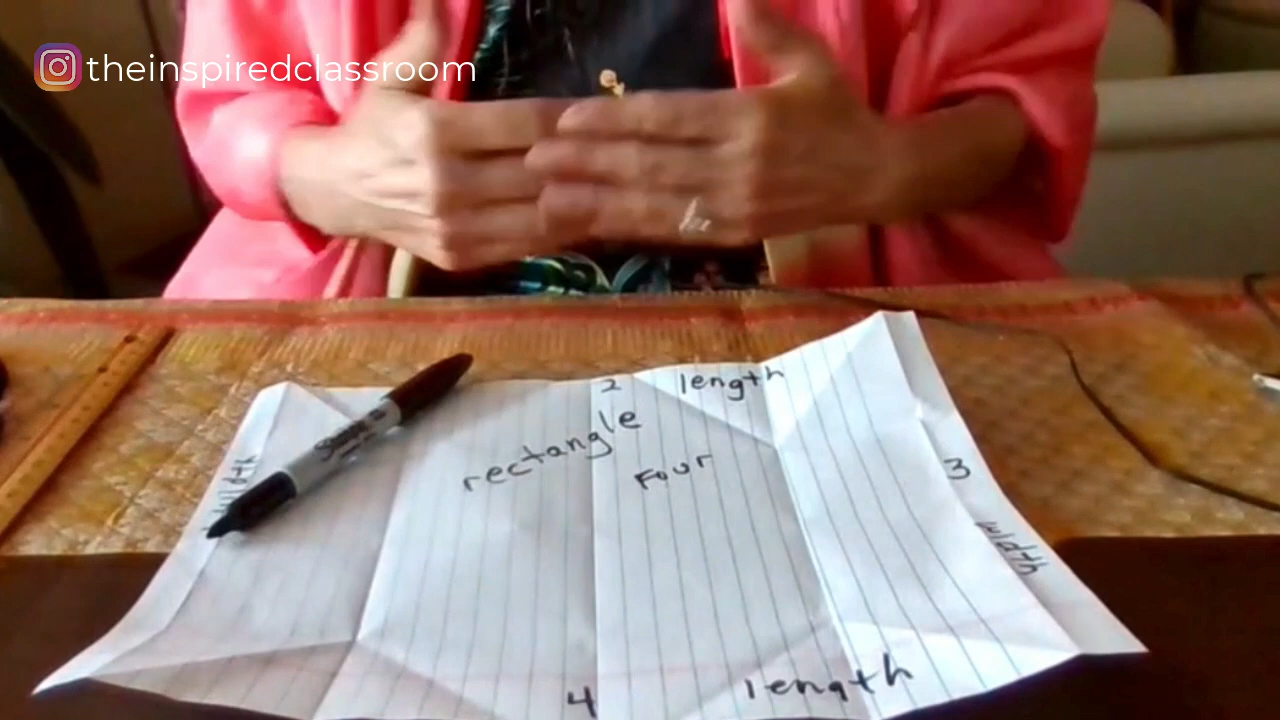 theinspiredclassroom
2 length
rectangle
Four
3
width
width
4 length